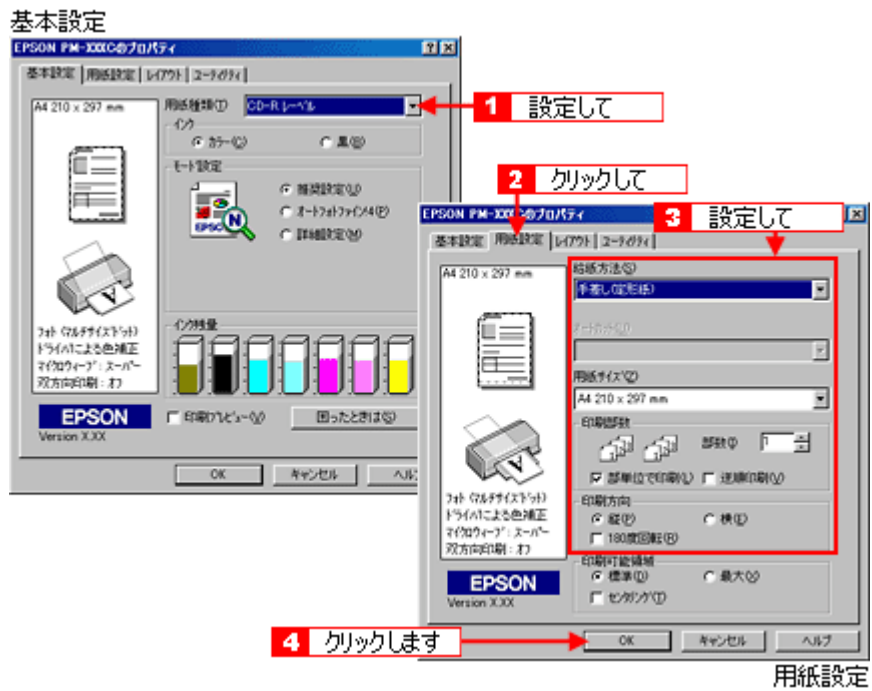 基本設定
EPSON PM-XXXCのプロパティ
基本設定 用紙設定 レイアウト ユーティリティ
A4 210 x 297 mm
用紙種類(T) CD-R レーベル
1 設定して
インク
カラー(C) 黒(B)
モード設定
推奨設定(U)
オートフォトファイン!4(P)
詳細設定(M)
EPSON
フォト (マルチサイズドット)
ドライバによる色補正
マイクロウィーブ: スーパー
双方向印刷: オフ
インク残量
EPSON
Version X.XX
印刷プレビュー(V) 困ったときは(S)
OK キャンセル ヘルプ
2 クリックして
EPSON PM-XXXCのプロパティ
3 設定して
基本設定 用紙設定 レイアウト ユーティリティ
A4 210 x 297 mm
給紙方法(S)
手差し(定形紙)
オートカット(U)
用紙サイズ(Z)
A4 210 x 297 mm
印刷部数
部数(I) 1
部単位で印刷(L) 逆順印刷(V)
印刷方向
縦(P) 横(E)
180度回転(R)
フォト (マルチサイズドット)
ドライバによる色補正
マイクロウィーブ: スーパー
双方向印刷: オフ
印刷可能領域
標準(D) 最大(X)
センタリング(T)
EPSON
Version X.XX
4 クリックします
OK キャンセル ヘルプ
用紙設定